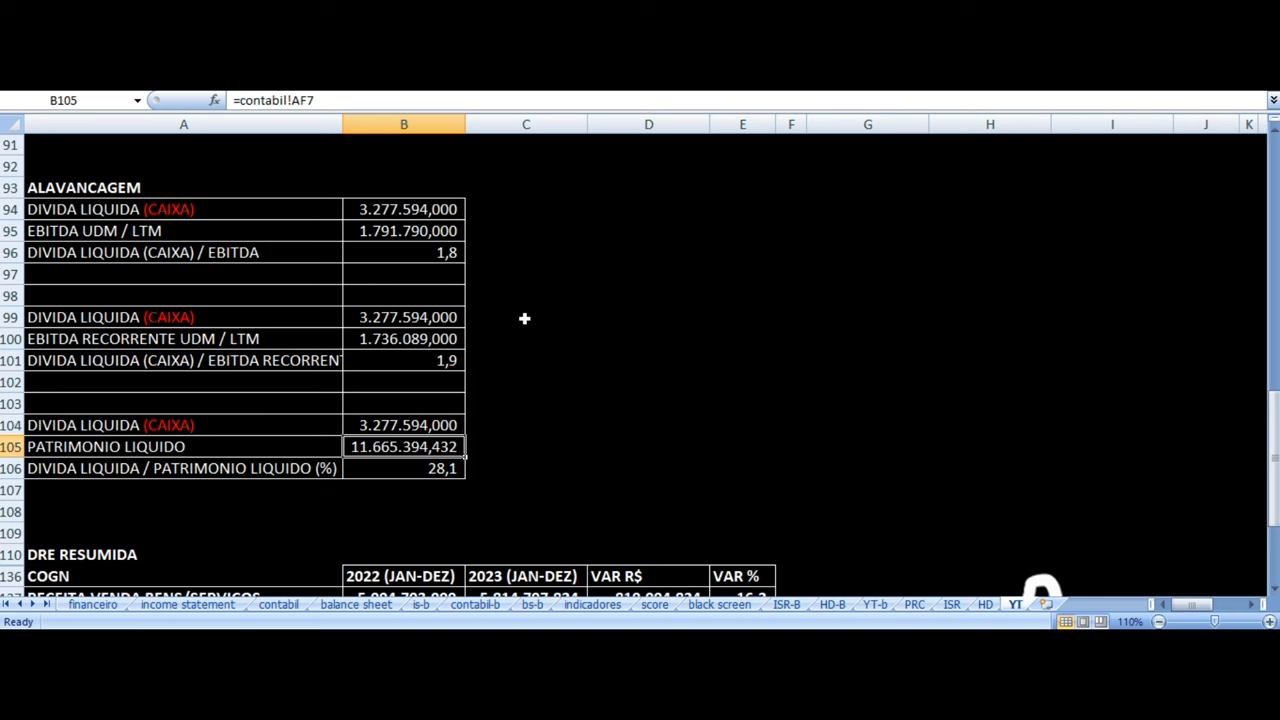 B105 fx =contabil!AF7
A B C D E F G H I J K
91
92
93 ALAVANCAGEM
94 DIVIDA LIQUIDA (CAIXA) 3.277.594,000
95 EBITDA UDM / LTM 1.791.790,000
96 DIVIDA LIQUIDA (CAIXA) / EBITDA 1,8
97
98
99 DIVIDA LIQUIDA (CAIXA) 3.277.594,000
100 EBITDA RECORRENTE UDM / LTM 1.736.089,000
101 DIVIDA LIQUIDA (CAIXA) / EBITDA RECORREN 1,9
102
103
104 DIVIDA LIQUIDA (CAIXA) 3.277.594,000
105 PATRIMONIO LIQUIDO 11.665.394,432
106 DIVIDA LIQUIDA / PATRIMONIO LIQUIDO (%) 28,1
107
108
109
110 DRE RESUMIDA
136 COGN 2022 (JAN-DEZ) 2023 (JAN-DEZ) VAR R$ VAR %
financeiro income statement contabil balance sheet is-b contabil-b bs-b indicadores score black screen ISR-B HD-B YT-b PRC ISR HD YT
Ready 110%